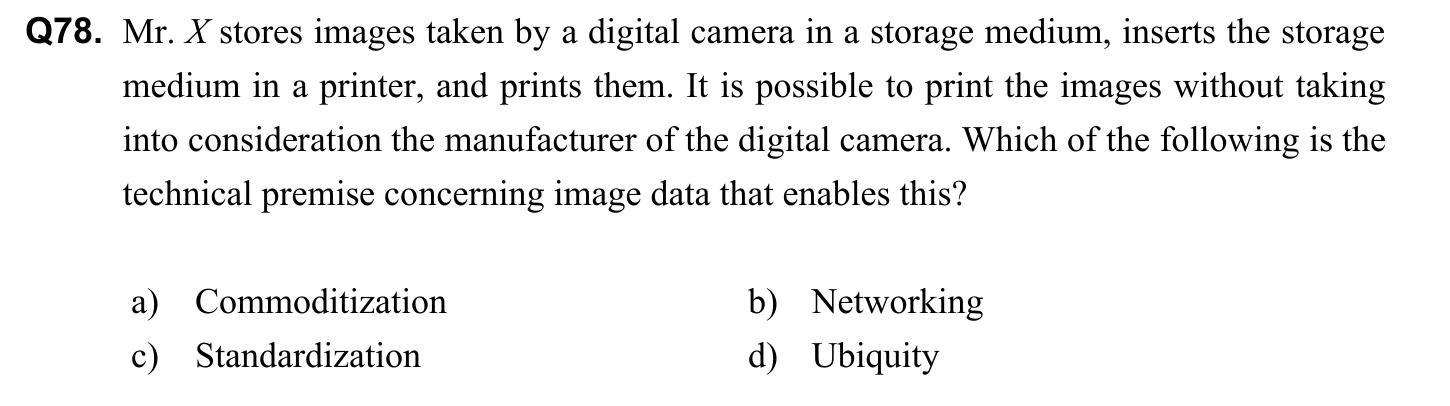 Q78. Mr. X stores images taken by a digital camera in a storage medium, inserts the storage
medium in a printer, and prints them. It is possible to print the images without taking
into consideration the manufacturer of the digital camera. Which of the following is the
technical premise concerning image data that enables this?
a) Commoditization b) Networking
c) Standardization d) Ubiquity